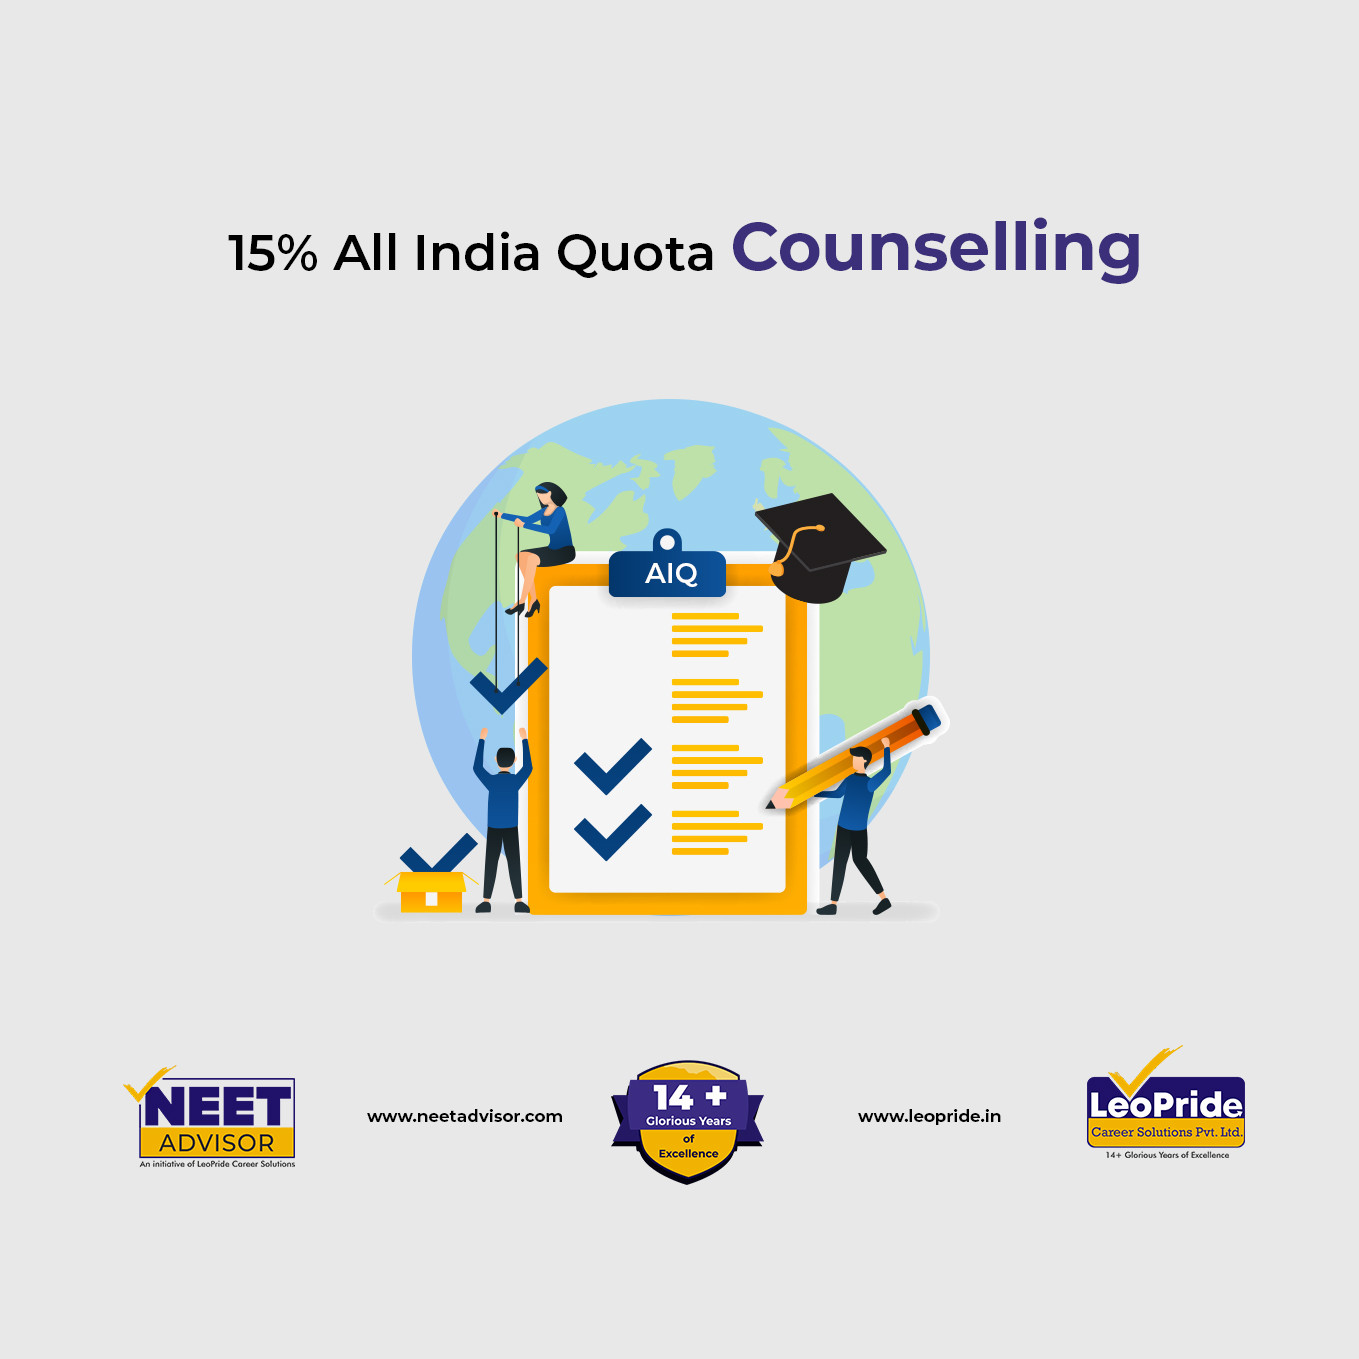 15% All India Quota Counselling
AIQ
NEET
ADVISOR
An initiative of LeoPride Career Solutions
www.neetadvisor.com
14 +
Glorious Years
of
Excellence
www.leopride.in
LeoPride
Career Solutions Pvt. Ltd.
14+ Glorious Years of Excellence